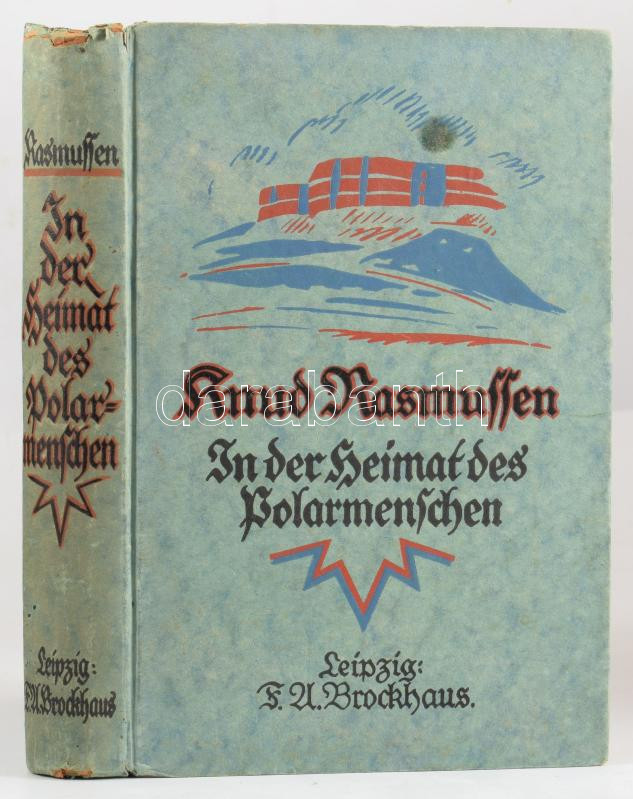 Rasmussen
In
der
Heimat
des
Polar-
menschen
Leipzig:
F. A. Brockhaus
Knud Rasmussen
In der Heimat des
Polarmenschen
Leipzig:
F. A. Brockhaus.
darabanth